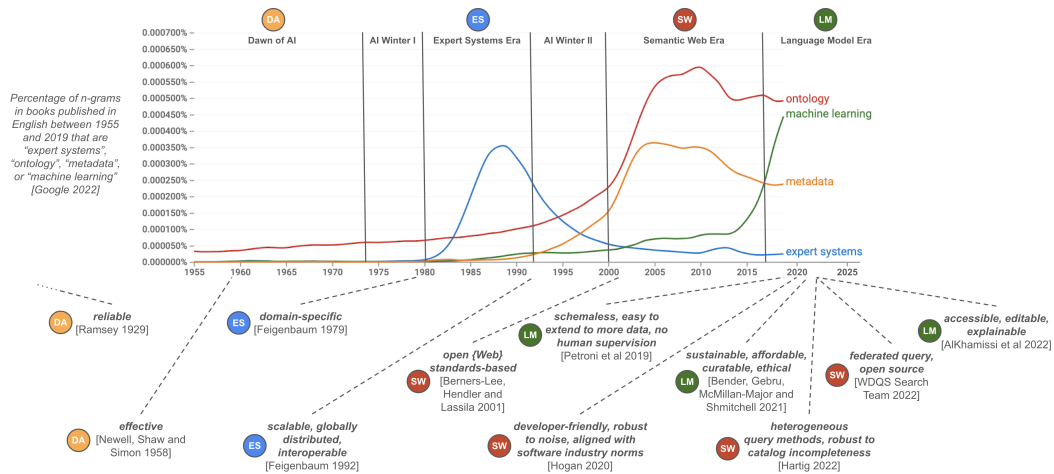 DA
ES
SW
LM
Dawn of AI
AI Winter I
Expert Systems Era
AI Winter II
Semantic Web Era
Language Model Era
0.000700%
0.000650%
0.000600%
0.000550%
0.000500%
0.000450%
0.000400%
0.000350%
0.000300%
0.000250%
0.000200%
0.000150%
0.000100%
0.000050%
0.000000%
Percentage of n-grams
in books published in
English between 1955
and 2019 that are
“expert systems”,
“ontology”, “metadata”,
or “machine learning”
[Google 2022]
ontology
machine learning
metadata
expert systems
1955
1960
1965
1970
1975
1980
1985
1990
1995
2000
2005
2010
2015
2020
2025
DA
reliable
[Ramsey 1929]
ES
domain-specific
[Feigenbaum 1979]
LM
schemaless, easy to
extend to more data, no
human supervision
[Petroni et al 2019]
LM
accessible, editable,
explainable
[AlKhamissi et al 2022]
SW
open {Web}
standards-based
[Berners-Lee,
Hendler and
Lassila 2001]
LM
sustainable, affordable,
curatable, ethical
[Bender, Gebru,
McMillan-Major and
Shmitchell 2021]
SW
federated query,
open source
[WDQS Search
Team 2022]
DA
effective
[Newell, Shaw and
Simon 1958]
ES
scalable, globally
distributed,
interoperable
[Feigenbaum 1992]
SW
developer-friendly, robust
to noise, aligned with
software industry norms
[Hogan 2020]
SW
heterogeneous
query methods, robust to
catalog incompleteness
[Hartig 2022]